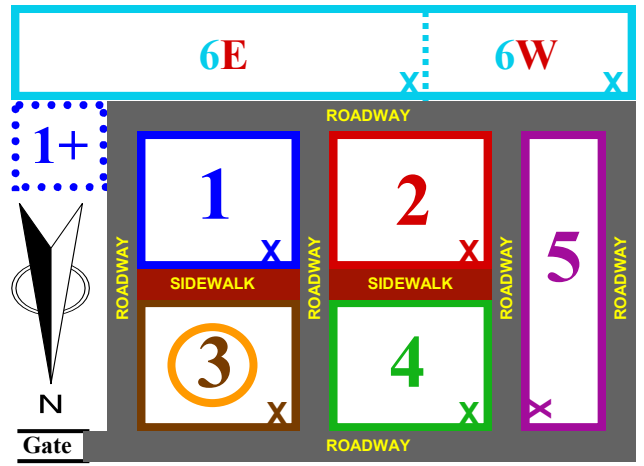 6E
6W
X
X
1+
ROADWAY
1
2
5
X
X
ROADWAY
ROADWAY
ROADWAY
ROADWAY
SIDEWALK
SIDEWALK
3
4
X
X
X
N
Gate
ROADWAY